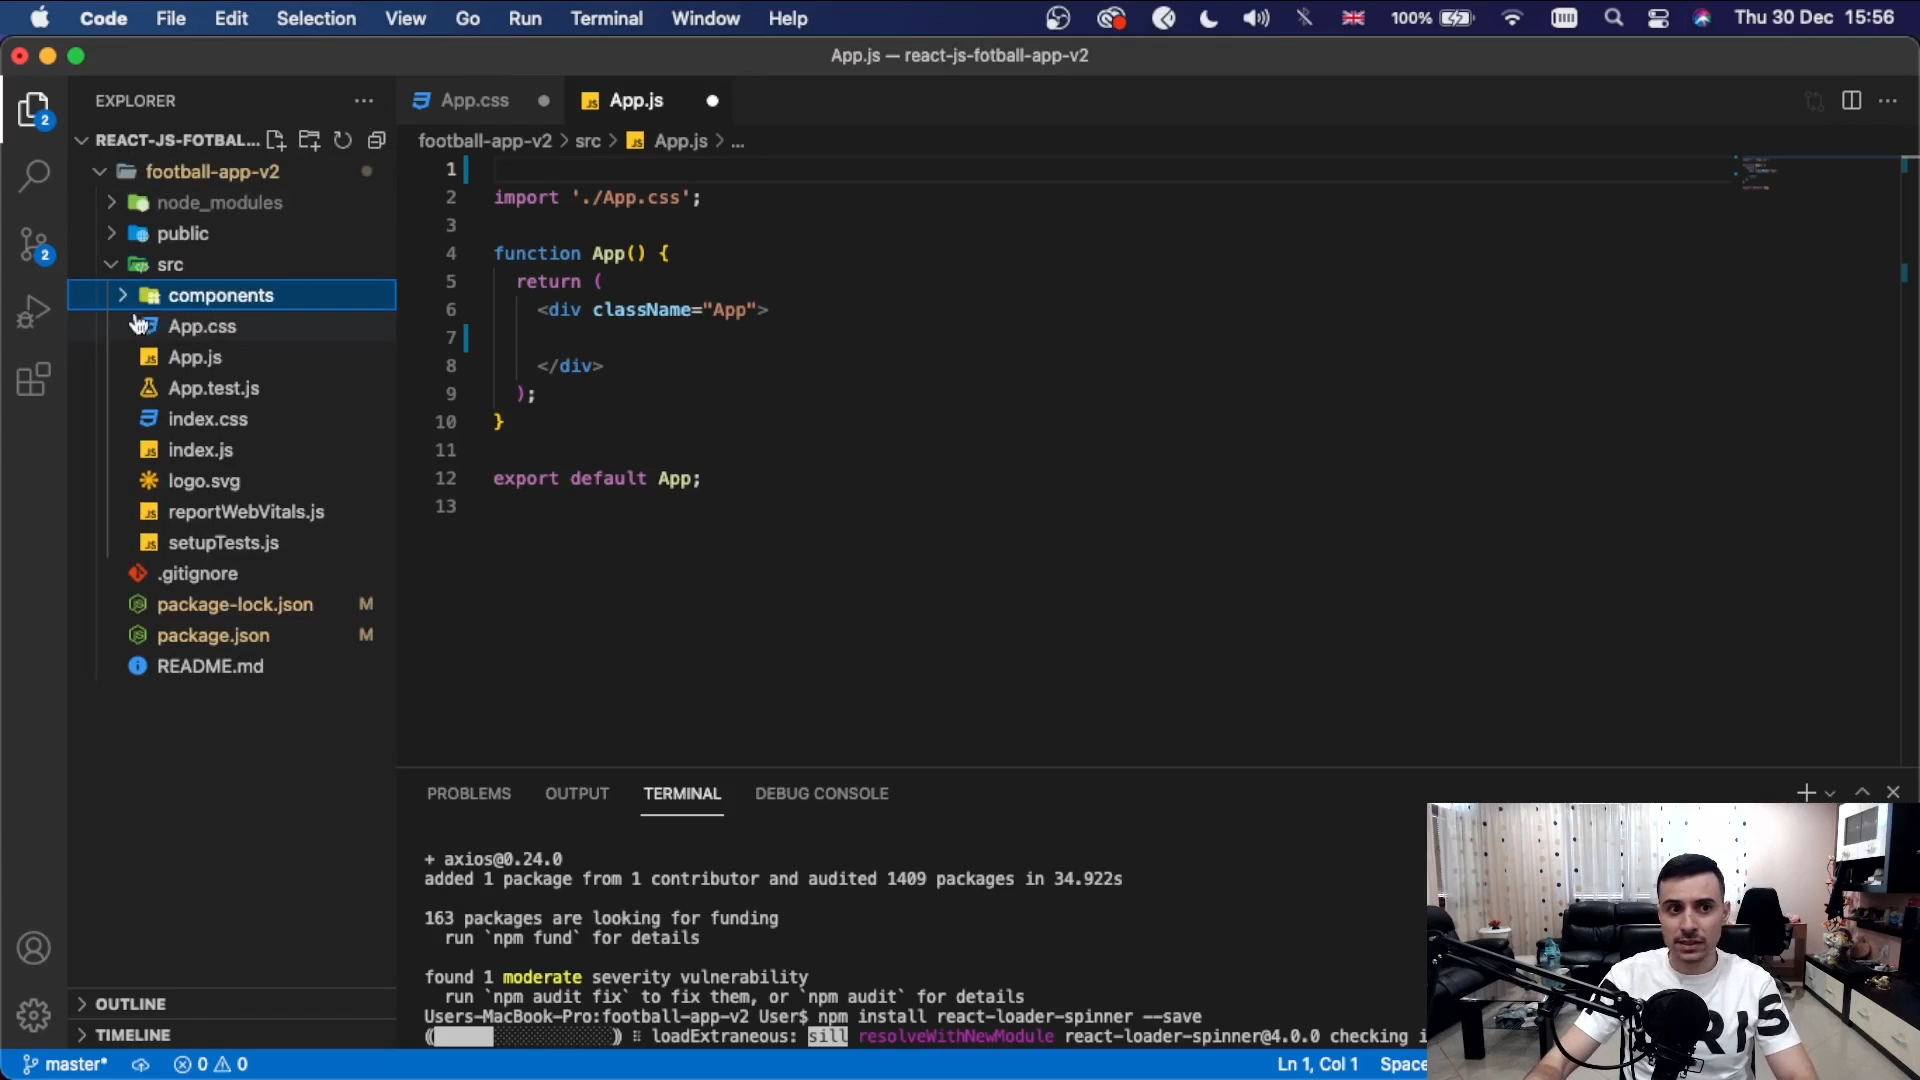 Code File Edit Selection View Go Run Terminal Window Help 100% Thu 30 Dec 15:56
App.js — react-js-fotball-app-v2
EXPLORER
REACT-JS-FOTBAL...
football-app-v2
node_modules
public
src
components
App.css
App.js
App.test.js
index.css
index.js
logo.svg
reportWebVitals.js
setupTests.js
.gitignore
package-lock.json M
package.json M
README.md
OUTLINE
TIMELINE
2
2
App.css
App.js
football-app-v2 > src > App.js > ...
1
2 import './App.css';
3
4 function App() {
5 return (
6 <div className="App">
7
8 </div>
9 );
10 }
11
12 export default App;
13
PROBLEMS OUTPUT TERMINAL DEBUG CONSOLE
+ axios@0.24.0
added 1 package from 1 contributor and audited 1409 packages in 34.922s
163 packages are looking for funding
run `npm fund` for details
found 1 moderate severity vulnerability
run `npm audit fix` to fix them, or `npm audit` for details
Users-MacBook-Pro:football-app-v2 User$ npm install react-loader-spinner --save
loadExtraneous: sill resolveWithNewModule react-loader-spinner@4.0.0 checking i
master* 0 0 Ln 1, Col 1 Space
RIS